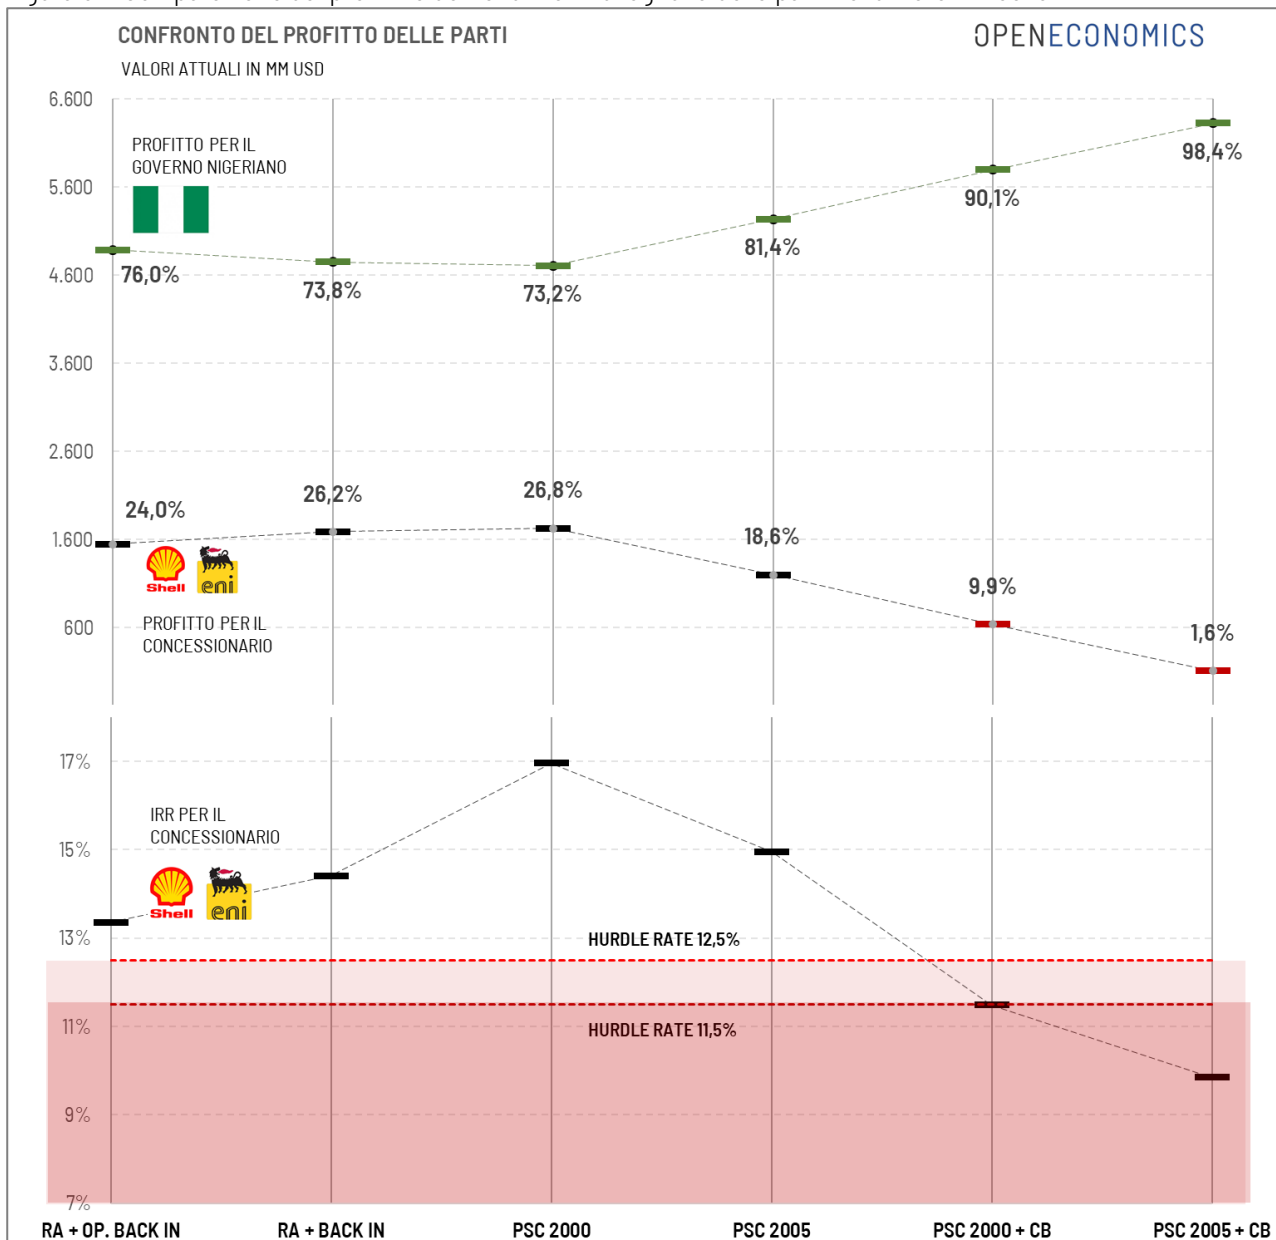 CONFRONTO DEL PROFITTO DELLE PARTI
OPENECONOMICS
VALORI ATTUALI IN MM USD
6.600
PROFITTO PER IL
GOVERNO NIGERIANO
98,4%
5.600
90,1%
81,4%
4.600
76,0%
73,8%
73,2%
3.600
2.600
24,0%
26,2%
26,8%
18,6%
1.600
Shell
eni
9,9%
600
PROFITTO PER IL
CONCESSIONARIO
1,6%
17%
IRR PER IL
CONCESSIONARIO
15%
Shell
eni
13%
HURDLE RATE 12,5%
11%
HURDLE RATE 11,5%
9%
7%
RA + OP. BACK IN
RA + BACK IN
PSC 2000
PSC 2005
PSC 2000 + CB
PSC 2005 + CB